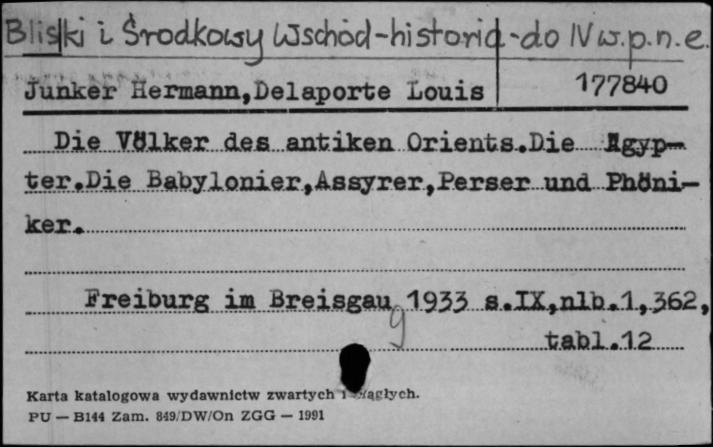 Bliski i Środkowy Wschód-historia-do IV w.p.n.e.
Junker Hermann,Delaporte Louis
177840
Die Völker des antiken Orients.Die Ägyp-
ter.Die Babylonier,Assyrer,Perser und Phöni-
ker.
Freiburg im Breisgau 1933 s.IX,nlb.1,362,
9
tabl.12
Karta katalogowa wydawnictw zwartych i ciągłych.
PU — B144 Zam. 849/DW/On ZGG — 1991